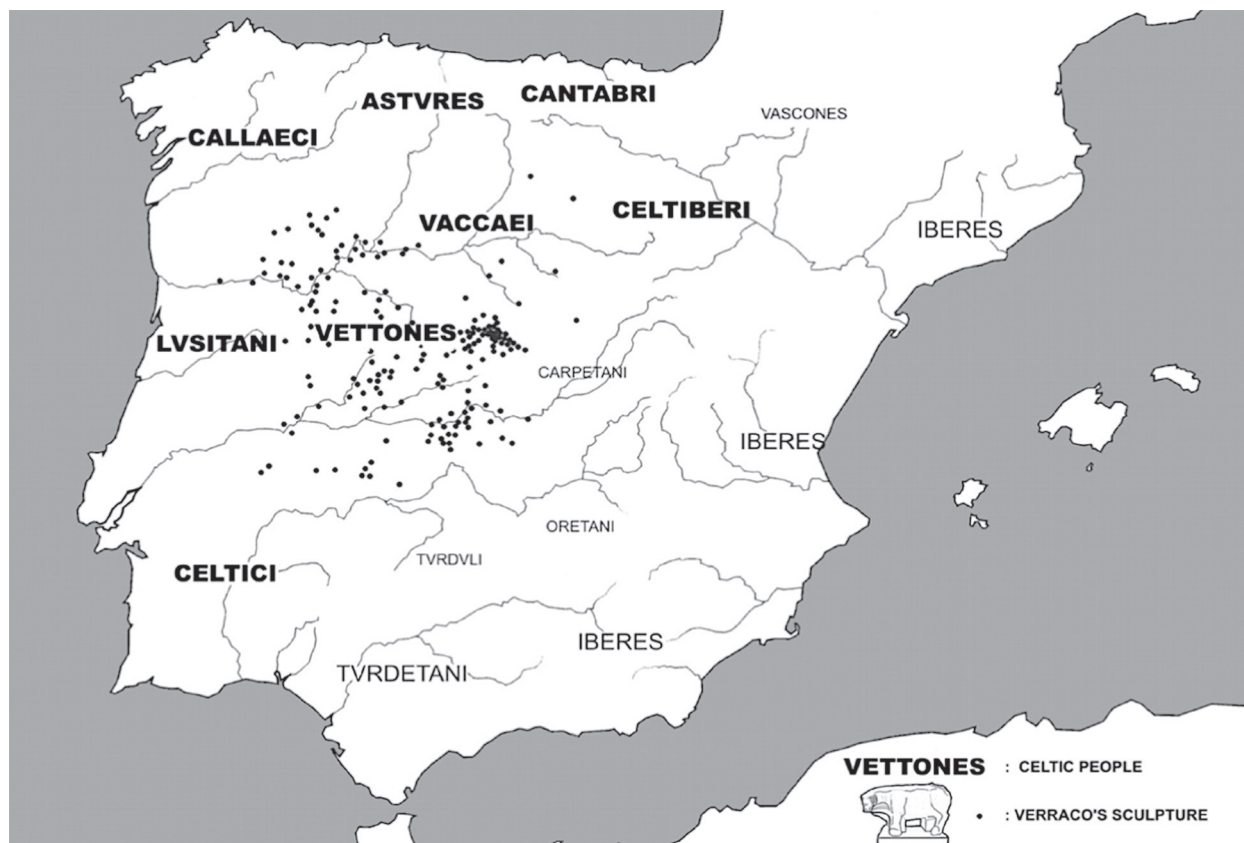 CANTABRI
ASTVRES
VASCONES
CALLAECI
CELTIBERI
VACCAEI
IBERES
VETTONES
LVSITANI
CARPETANI
IBERES
ORETANI
TVRDVLI
CELTICI
IBERES
TVRDETANI
VETTONES : CELTIC PEOPLE
• : VERRACO'S SCULPTURE